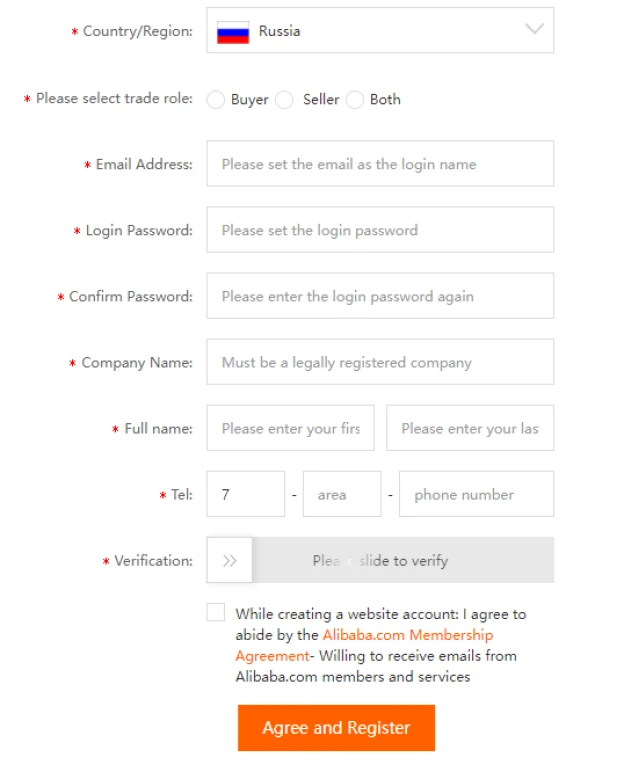 * Country/Region: Russia
* Please select trade role: Buyer Seller Both
* Email Address: Please set the email as the login name
* Login Password: Please set the login password
* Confirm Password: Please enter the login password again
* Company Name: Must be a legally registered company
* Full name: Please enter your firs Please enter your las
* Tel: 7 - area - phone number
* Verification: >> Please slide to verify
While creating a website account: I agree to
abide by the Alibaba.com Membership
Agreement- Willing to receive emails from
Alibaba.com members and services
Agree and Register